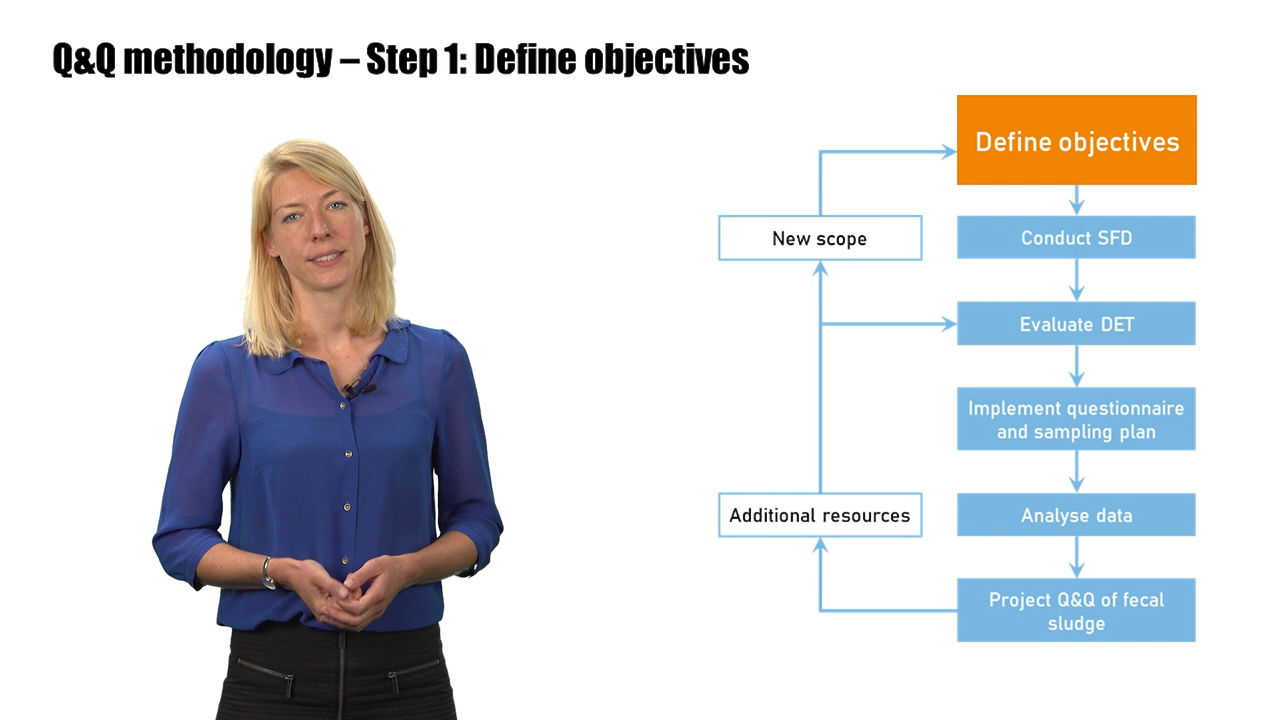 Q&Q methodology – Step 1: Define objectives
Define objectives
New scope
Conduct SFD
Evaluate DET
Implement questionnaire
and sampling plan
Additional resources
Analyse data
Project Q&Q of fecal
sludge